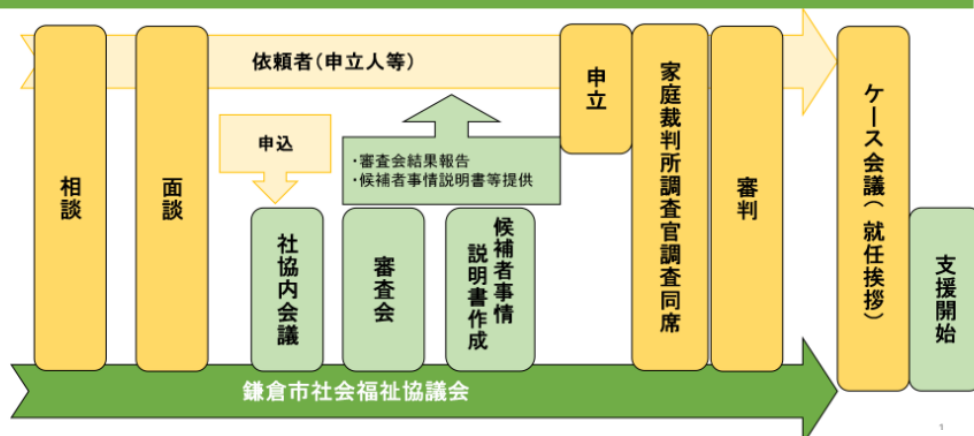 依頼者(申立人等)
相談
面談
申込
・審査会結果報告
・候補者事情説明書等提供
社協内会議
審査会
候補者事情
説明書作成
申立
家庭裁判所調査官調査同席
審判
ケース会議(就任挨拶)
支援開始
鎌倉市社会福祉協議会
1